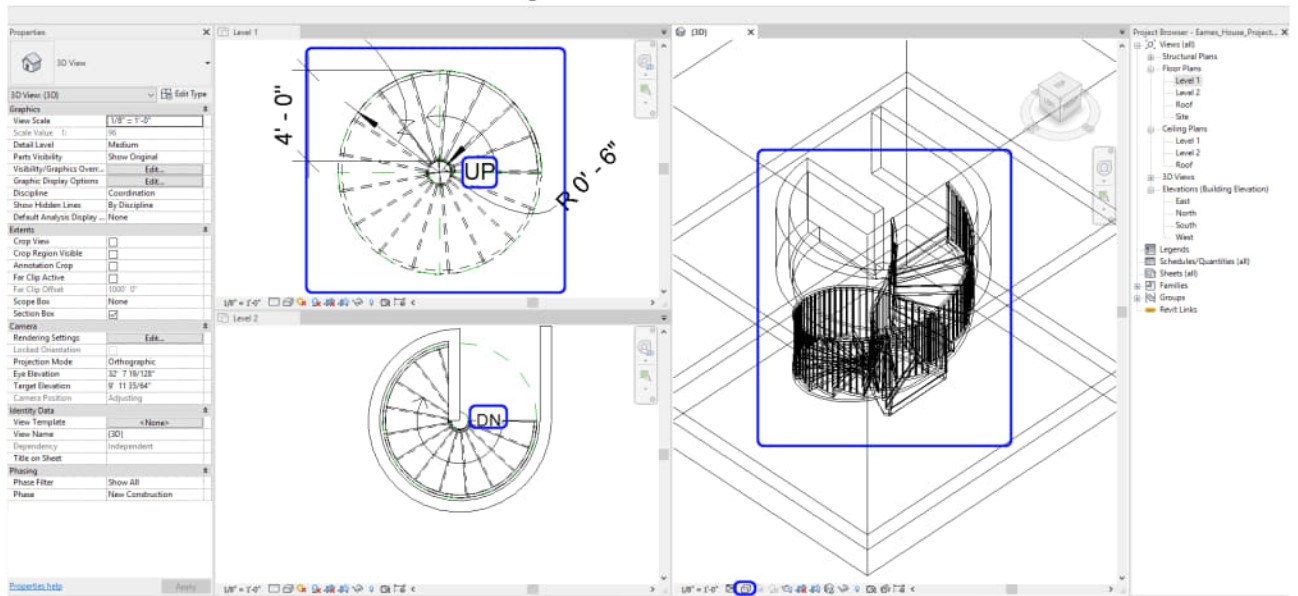 Properties
3D View
3D View: {3D}
Edit Type
Graphics
View Scale 1/8" = 1'-0"
Scale Value 1: 96
Detail Level Medium
Parts Visibility Show Original
Visibility/Graphics Overr... Edit...
Graphic Display Options Edit...
Discipline Coordination
Show Hidden Lines By Discipline
Default Analysis Display ... None
Extents
Crop View
Crop Region Visible
Annotation Crop
Far Clip Active
Far Clip Offset 1000' 0"
Scope Box None
Section Box
Camera
Rendering Settings Edit...
Locked Orientation
Projection Mode Orthographic
Eye Elevation
Target Elevation 9' 11 35/64"
Camera Position Adjusting
Identity Data
View Template <None>
View Name {3D}
Dependency Independent
Title on Sheet
Phasing
Phase Filter Show All
Phase New Construction
Properties help
Apply
Level 1
4' - 0"
UP
R 0' - 6"
1/8" = 1'-0"
Level 2
DN
1/8" = 1'-0"
{3D}
1/8" = 1'-0"
Project Browser - Eames_House_Project...
Views (all)
Structural Plans
Floor Plans
Level 1
Level 2
Roof
Site
Ceiling Plans
Level 1
Level 2
Roof
3D Views
Elevations (Building Elevation)
East
North
South
West
Legends
Schedules/Quantities (all)
Sheets (all)
Families
Groups
Revit Links